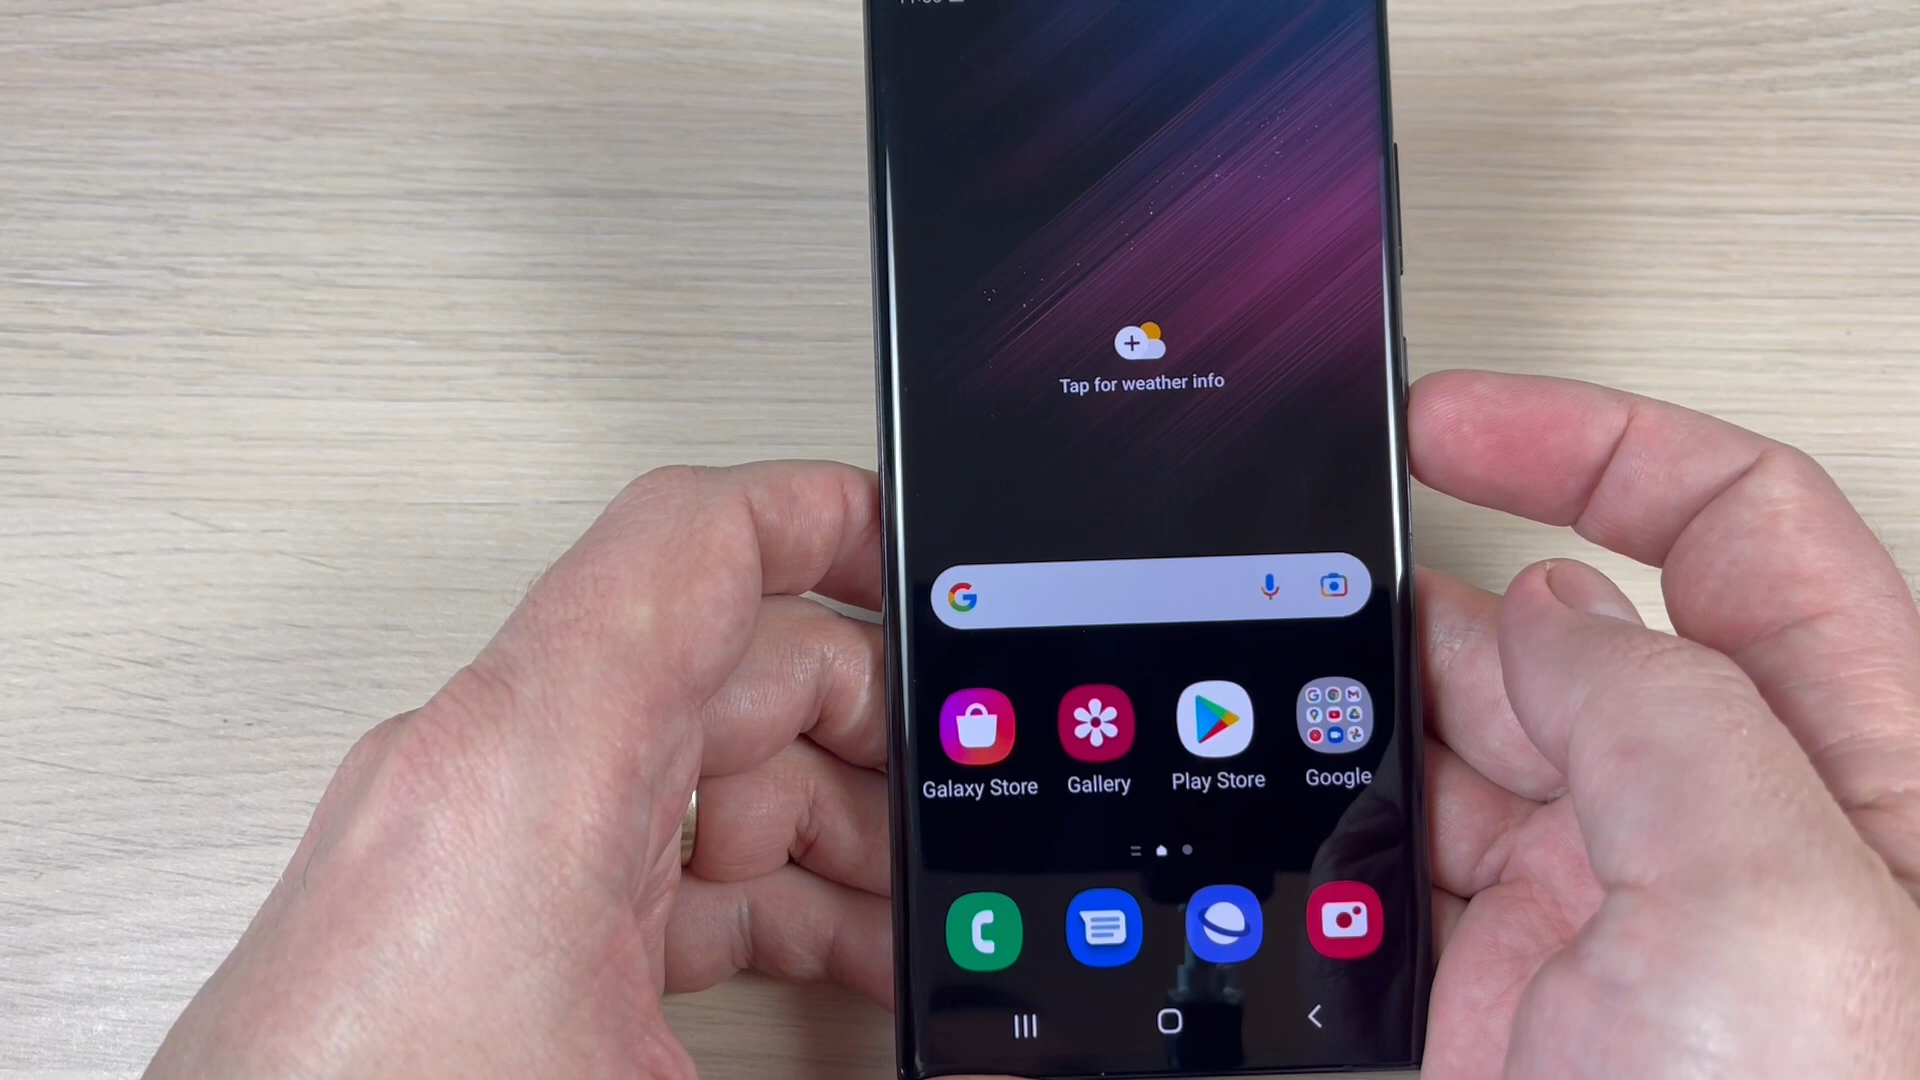 Tap for weather info
G
Galaxy Store
Gallery
Play Store
Google